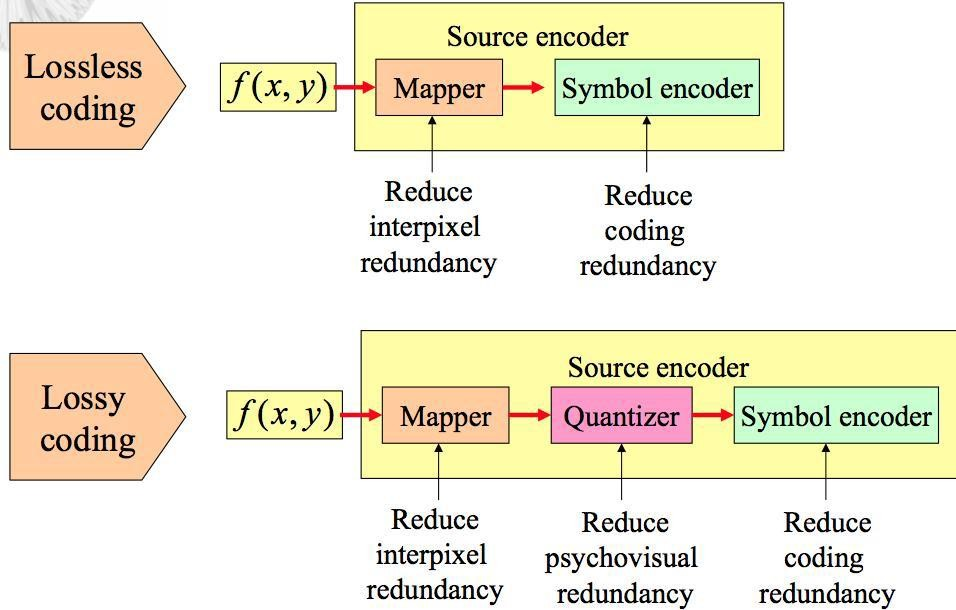 Lossless
coding
f(x, y)
Source encoder
Mapper
Symbol encoder
Reduce
interpixel
redundancy
Reduce
coding
redundancy
Lossy
coding
f(x, y)
Source encoder
Mapper
Quantizer
Symbol encoder
Reduce
interpixel
redundancy
Reduce
psychovisual
redundancy
Reduce
coding
redundancy